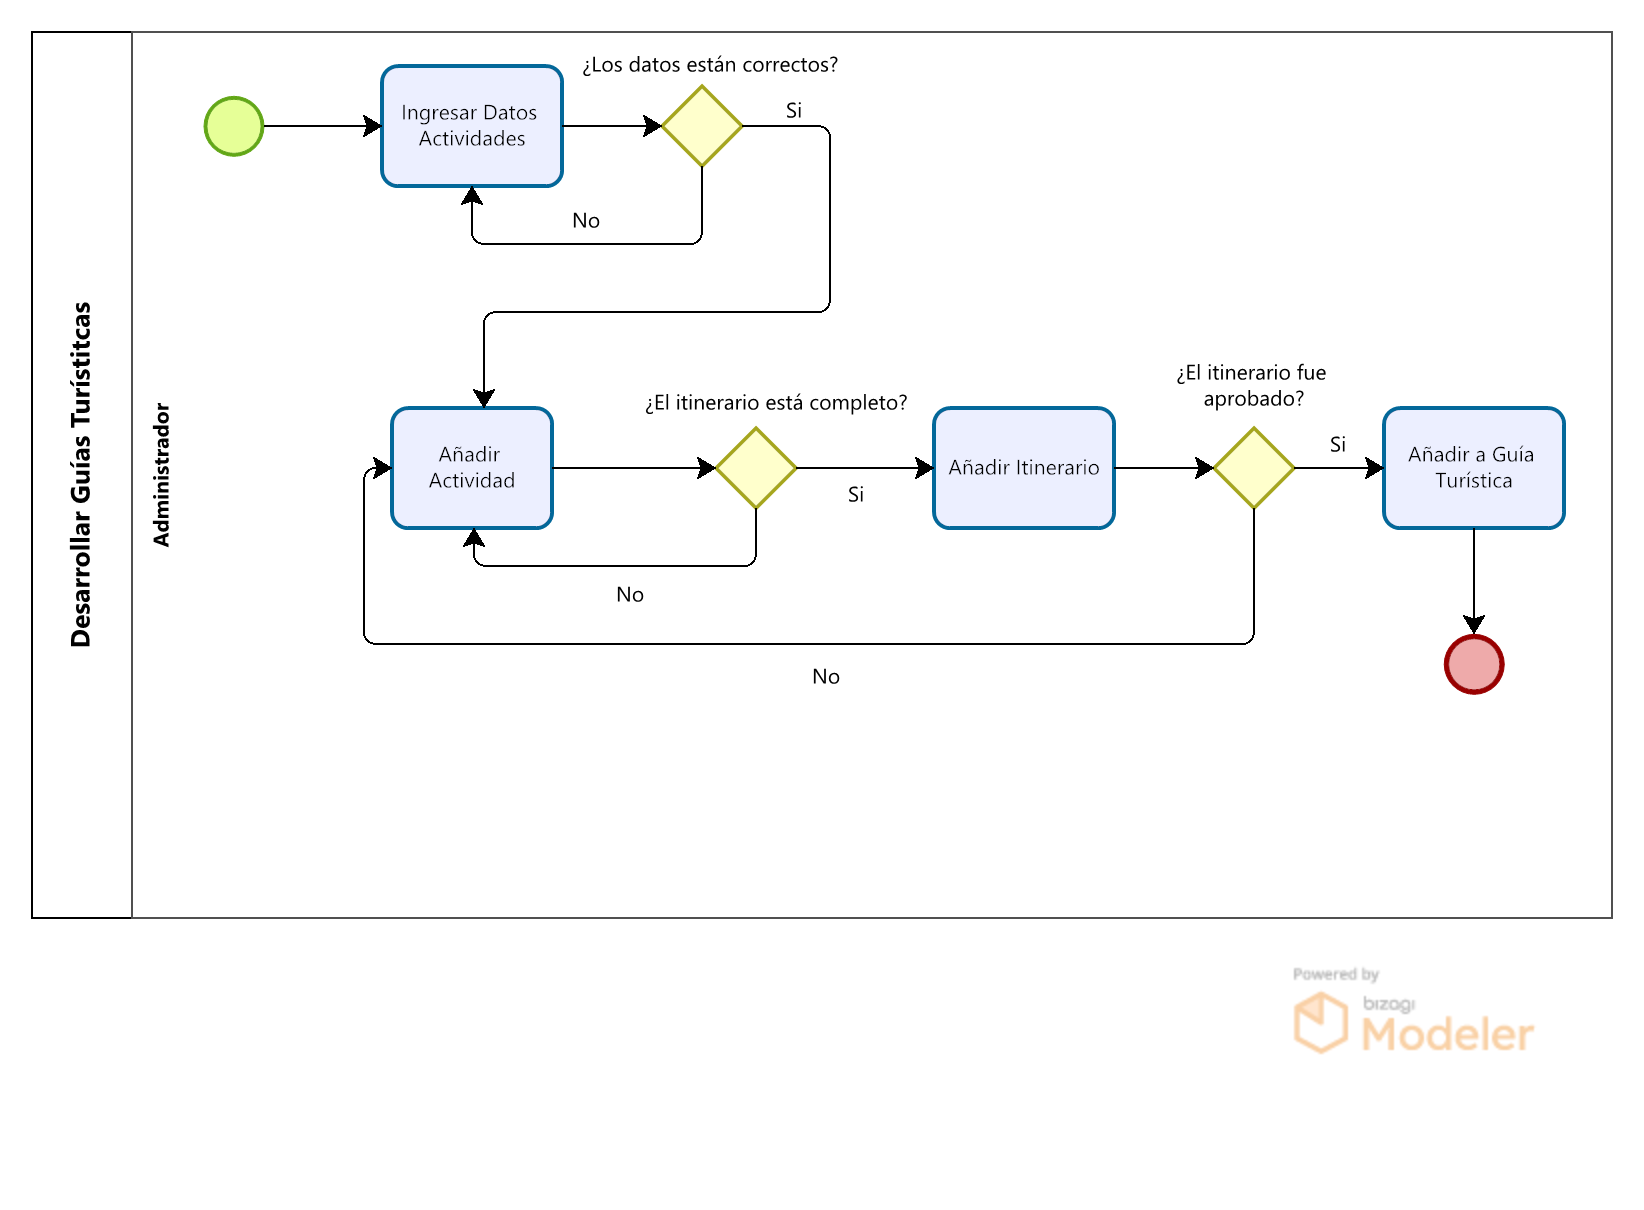 Desarrollar Guías Turístitcas
Administrador
¿Los datos están correctos?
Ingresar Datos
Actividades
Si
No
¿El itinerario fue
aprobado?
¿El itinerario está completo?
Añadir
Actividad
Si
Añadir Itinerario
Si
Añadir a Guía
Turística
No
No
Powered by
bizagi
Modeler